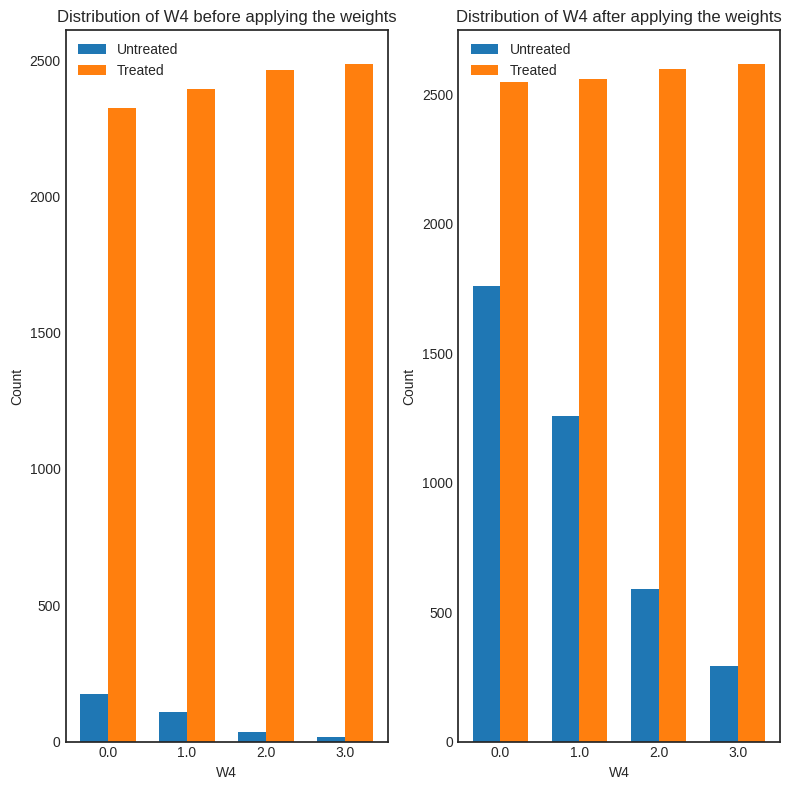 Distribution of W4 before applying the weights
Untreated
Treated
2500
2000
1500
1000
500
0
Count
0.0 1.0 2.0 3.0
W4
Distribution of W4 after applying the weights
Untreated
Treated
2500
2000
1500
1000
500
0
Count
0.0 1.0 2.0 3.0
W4